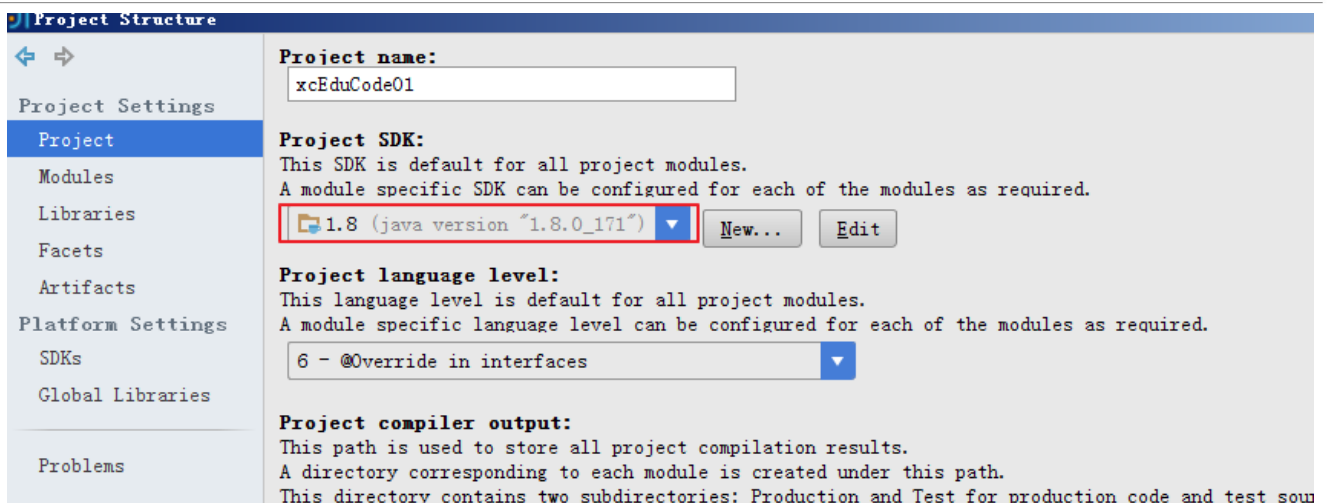 Project Structure
Project Settings
Project
Modules
Libraries
Facets
Artifacts
Platform Settings
SDKs
Global Libraries
Problems
Project name:
xcEduCode01
Project SDK:
This SDK is default for all project modules.
A module specific SDK can be configured for each of the modules as required.
1.8 (java version "1.8.0_171") New... Edit
Project language level:
This language level is default for all project modules.
A module specific language level can be configured for each of the modules as required.
6 - @Override in interfaces
Project compiler output:
This path is used to store all project compilation results.
A directory corresponding to each module is created under this path.
This directory contains two subdirectories: Production and Test for production code and test sou